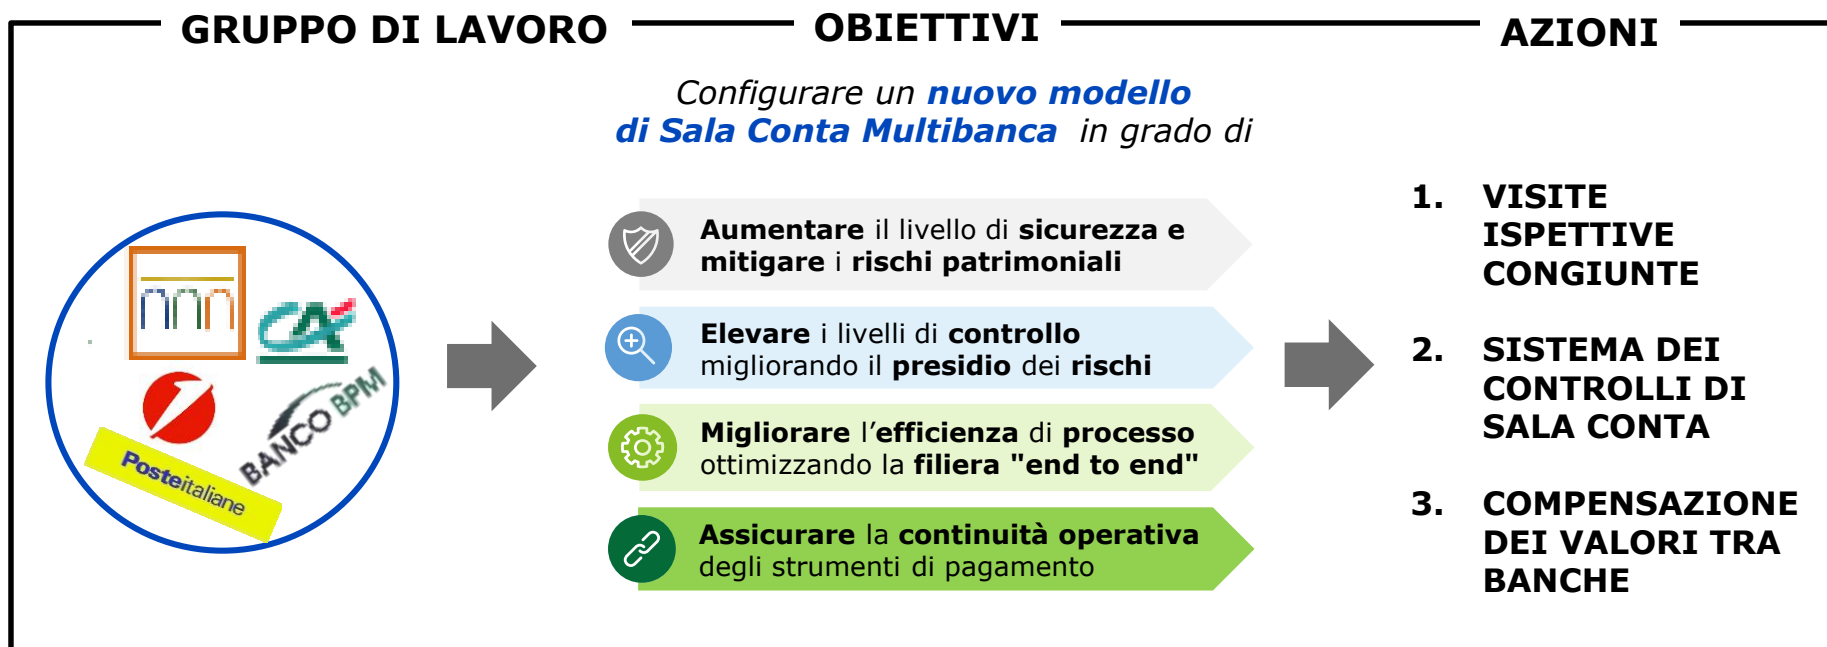 GRUPPO DI LAVORO
OBIETTIVI
AZIONI
Configurare un nuovo modello
di Sala Conta Multibanca in grado di
BANCO BPM
Posteitaliane
Aumentare il livello di sicurezza e
mitigare i rischi patrimoniali
Elevare i livelli di controllo
migliorando il presidio dei rischi
Migliorare l’efficienza di processo
ottimizzando la filiera "end to end"
Assicurare la continuità operativa
degli strumenti di pagamento
1. VISITE
ISPETTIVE
CONGIUNTE
2. SISTEMA DEI
CONTROLLI DI
SALA CONTA
3. COMPENSAZIONE
DEI VALORI TRA
BANCHE